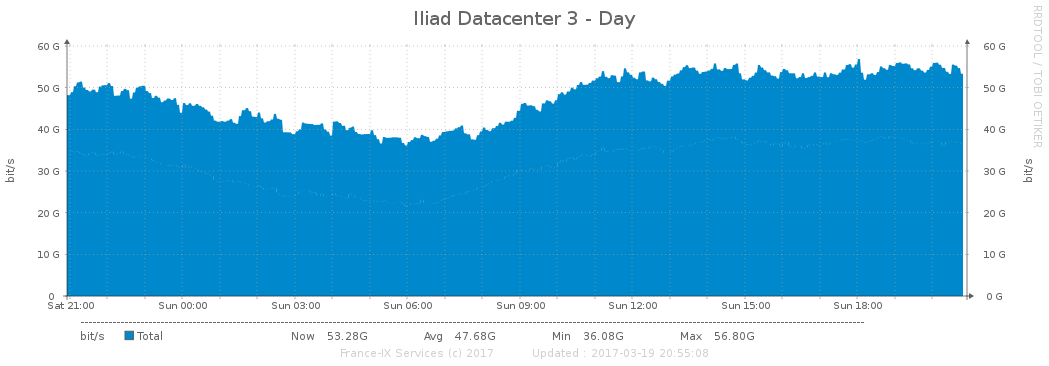 Iliad Datacenter 3 - Day
RRDTOOL / TOBI OETIKER
60 G 60 G
50 G 50 G
40 G 40 G
30 G 30 G
20 G 20 G
10 G 10 G
0 0 G
bit/s bit/s
Sat 21:00 Sun 00:00 Sun 03:00 Sun 06:00 Sun 09:00 Sun 12:00 Sun 15:00 Sun 18:00
bit/s Total Now 53.28G Avg 47.68G Min 36.08G Max 56.80G
France-IX Services (c) 2017 Updated : 2017-03-19 20:55:08